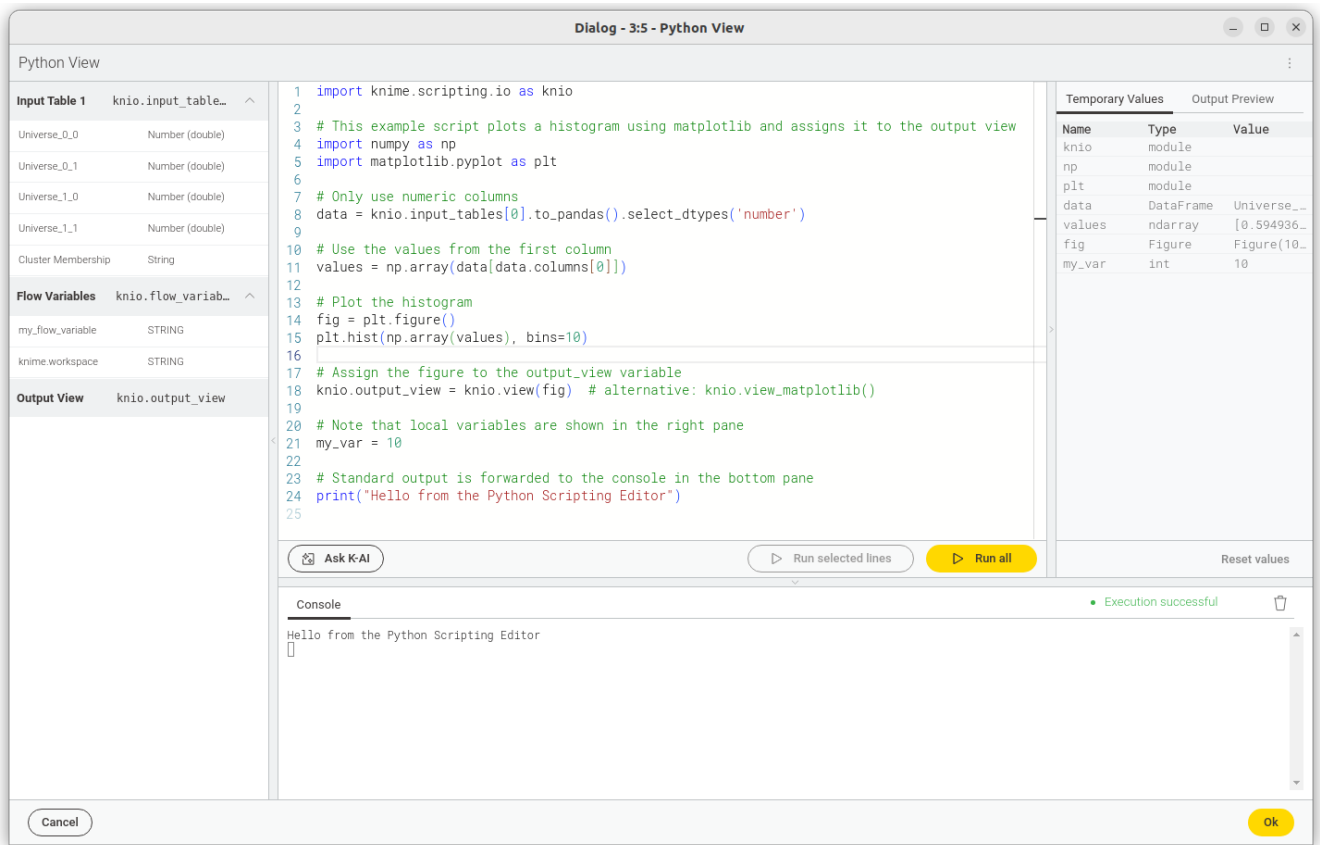 Dialog - 3:5 - Python View
Python View
Input Table 1 knio.input_table…
Universe_0_0 Number (double)
Universe_0_1 Number (double)
Universe_1_0 Number (double)
Universe_1_1 Number (double)
Cluster Membership String
Flow Variables knio.flow_variab…
my_flow_variable STRING
knime.workspace STRING
Output View knio.output_view
1 import knime.scripting.io as knio
2
3 # This example script plots a histogram using matplotlib and assigns it to the output view
4 import numpy as np
5 import matplotlib.pyplot as plt
6
7 # Only use numeric columns
8 data = knio.input_tables[0].to_pandas().select_dtypes('number')
9
10 # Use the values from the first column
11 values = np.array(data[data.columns[0]])
12
13 # Plot the histogram
14 fig = plt.figure()
15 plt.hist(np.array(values), bins=10)
16
17 # Assign the figure to the output_view variable
18 knio.output_view = knio.view(fig)  # alternative: knio.view_matplotlib()
19
20 # Note that local variables are shown in the right pane
21 my_var = 10
22
23 # Standard output is forwarded to the console in the bottom pane
24 print("Hello from the Python Scripting Editor")
25
Ask K-AI Run selected lines Run all
Temporary Values Output Preview
Name Type Value
knio module
np module
plt module
data DataFrame Universe_…
values ndarray [0.594936…
fig Figure Figure(10…
my_var int 10
Reset values
Console Execution successful
Hello from the Python Scripting Editor
Cancel Ok